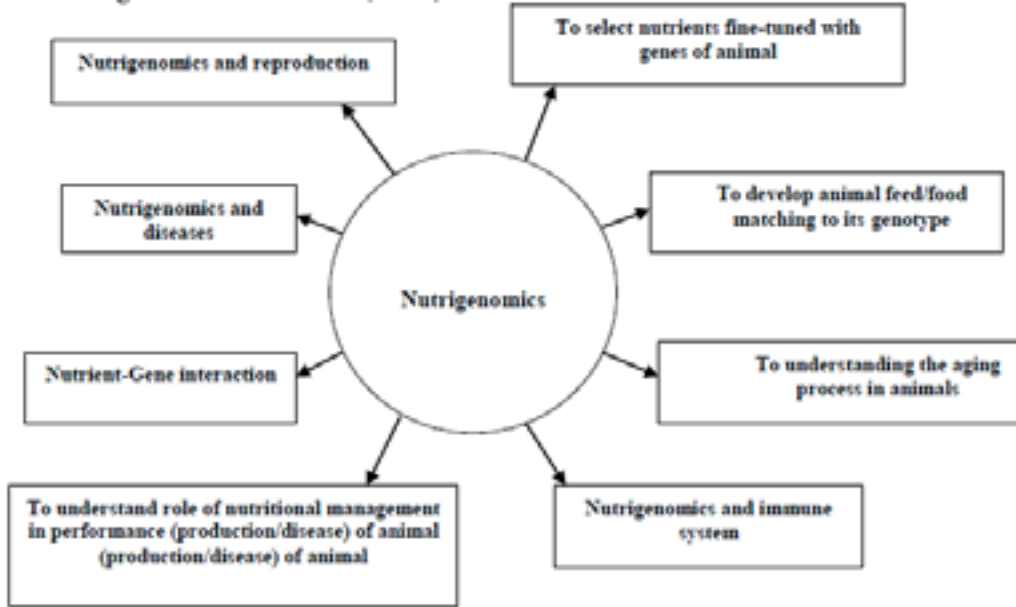 To select nutrients fine-tuned with
genes of animal
Nutrigenomics and reproduction
Nutrigenomics and
diseases
To develop animal feed/food
matching to its genotype
Nutrigenomics
Nutrient-Gene interaction
To understanding the aging
process in animals
To understand role of nutritional management
in performance (production/disease) of animal
(production/disease) of animal
Nutrigenomics and immune
system